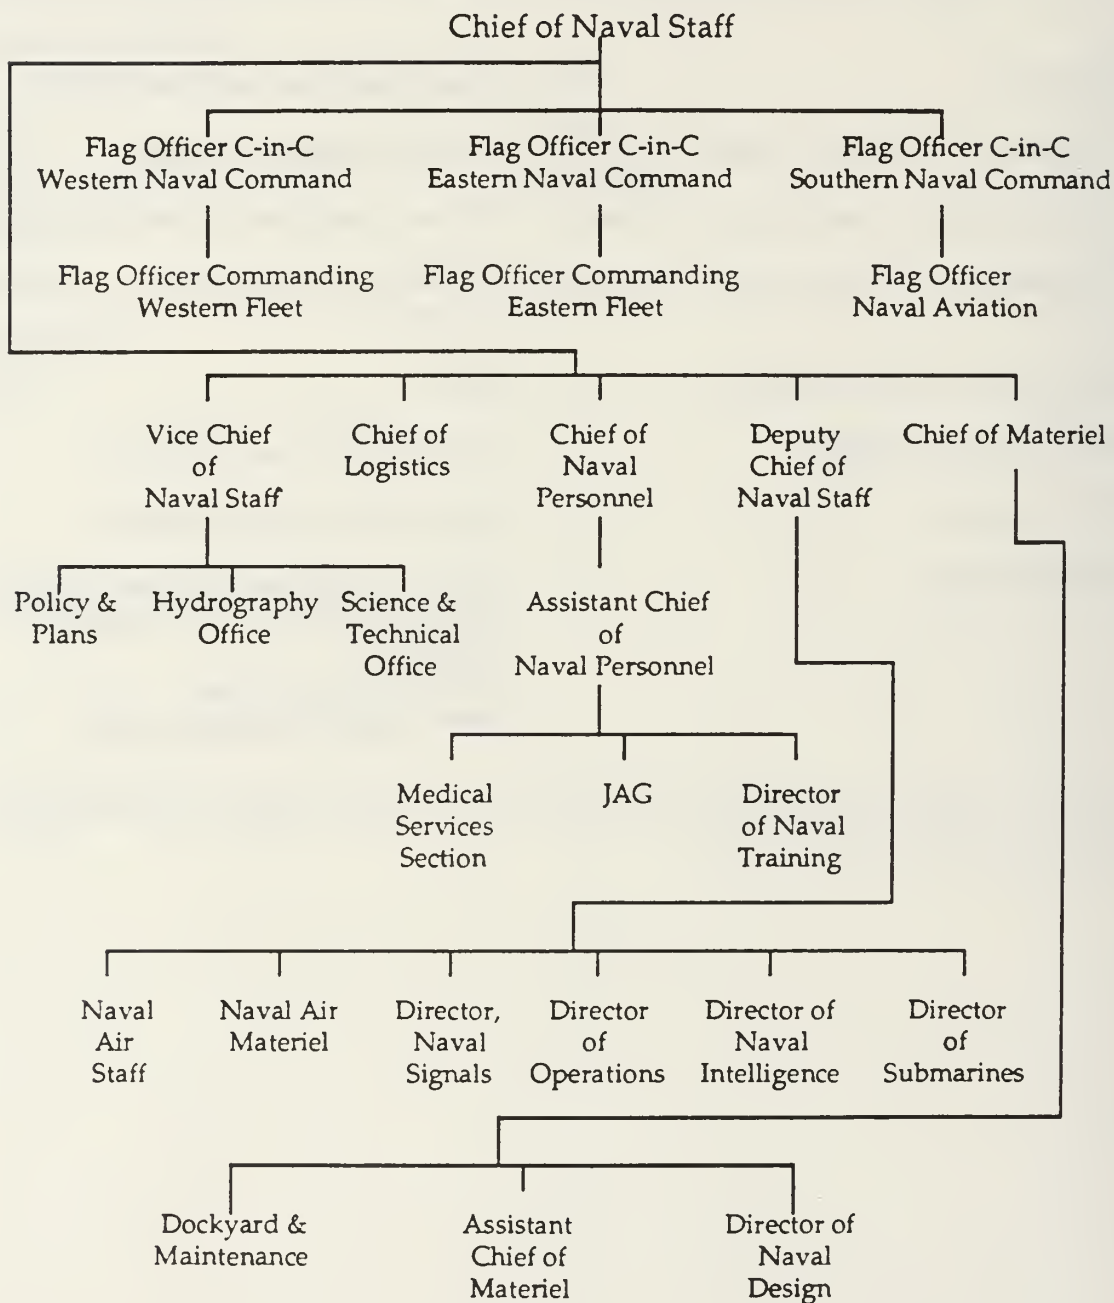 Chief of Naval Staff
Flag Officer C-in-C
Western Naval Command
Flag Officer C-in-C
Eastern Naval Command
Flag Officer C-in-C
Southern Naval Command
Flag Officer Commanding
Western Fleet
Flag Officer Commanding
Eastern Fleet
Flag Officer
Naval Aviation
Vice Chief
of
Naval Staff
Chief of
Logistics
Chief of
Naval
Personnel
Deputy
Chief of
Naval Staff
Chief of Materiel
Policy &
Plans
Hydrography
Office
Science &
Technical
Office
Assistant Chief
of
Naval Personnel
Medical
Services
Section
JAG
Director
of Naval
Training
Naval
Air
Staff
Naval Air
Materiel
Director,
Naval
Signals
Director
of
Operations
Director of
Naval
Intelligence
Director
of
Submarines
Dockyard &
Maintenance
Assistant
Chief of
Materiel
Director of
Naval
Design